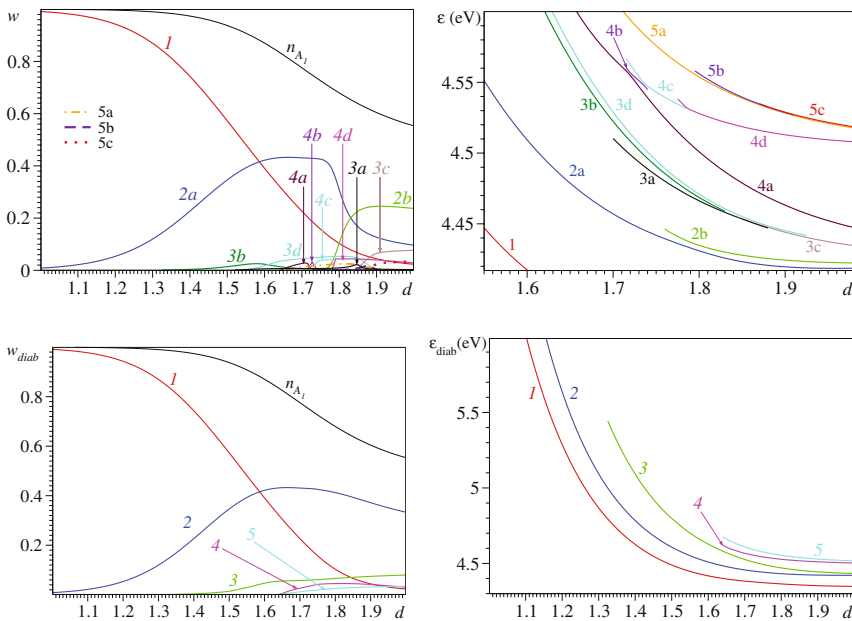 w
1
n_{A_1}
0.8
0.6
5a
5b
5c
0.4
2a
4b
4d
4a
4c
3a
3c
2b
0.2
3b
3d
0
1.1 1.2 1.3 1.4 1.5 1.6 1.7 1.8 1.9 d
ε (eV)
4b
5a
4c
5b
5c
4.55
3b
3d
4d
4.5
2a
3a
4a
4.45
1
2b
3c
1.6 1.7 1.8 1.9 d
w_{diab}
1
n_{A_1}
0.8
0.6
0.4
2
4
5
3
0.2
1.1 1.2 1.3 1.4 1.5 1.6 1.7 1.8 1.9 d
ε_{diab}(eV)
1
2
5.5
3
5
4
5
4.5
1.1 1.2 1.3 1.4 1.5 1.6 1.7 1.8 1.9 d